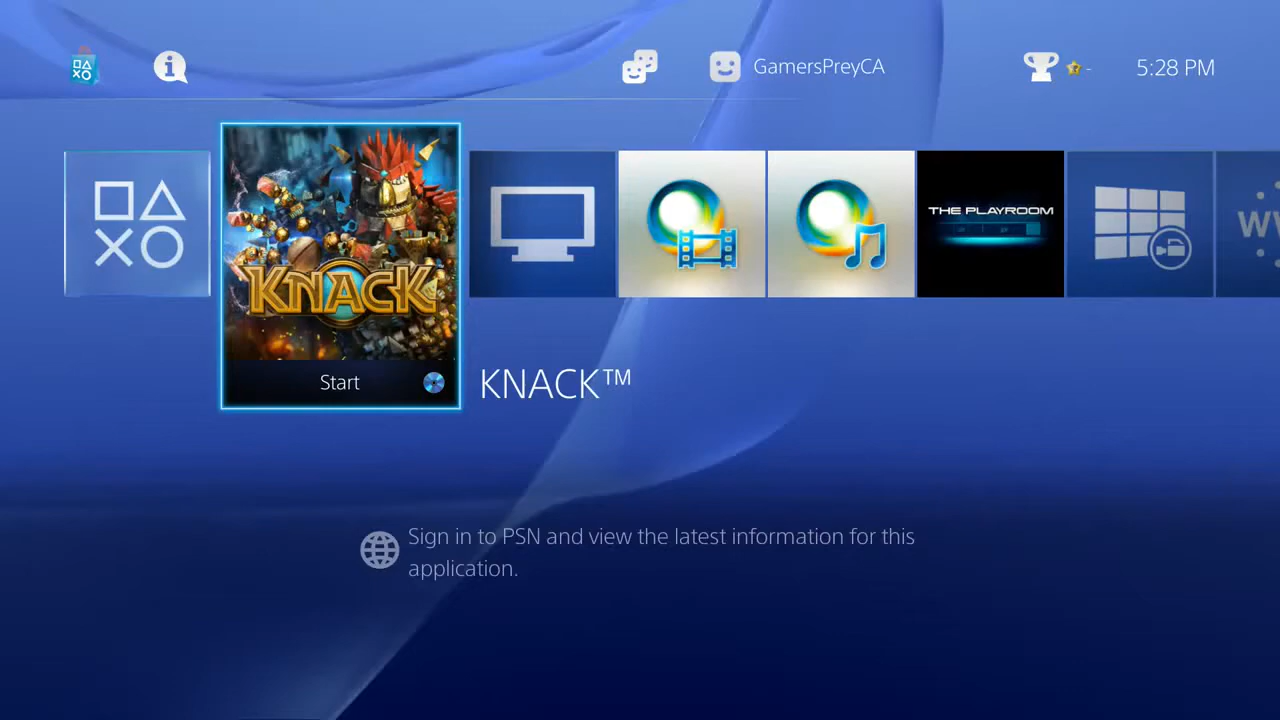 GamersPreyCA
-
5:28 PM
KNACK
THE PLAYROOM
Start
KNACK™
Sign in to PSN and view the latest information for this
application.